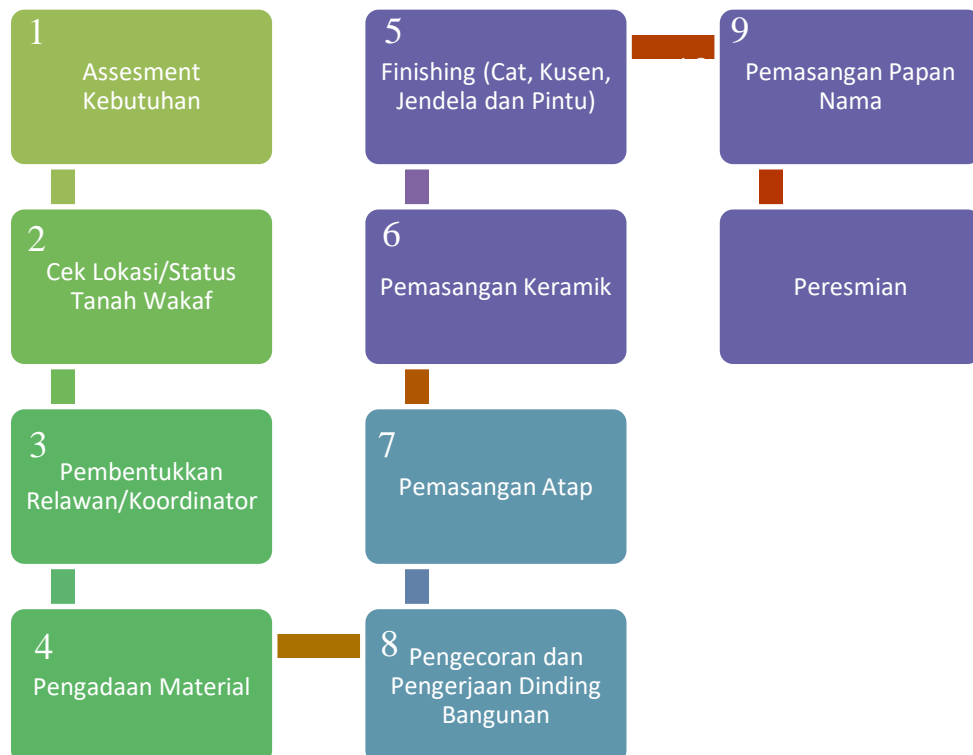 1
Assesment
Kebutuhan
2
Cek Lokasi/Status
Tanah Wakaf
3
Pembentukkan
Relawan/Koordinator
4
Pengadaan Material
5
Finishing (Cat, Kusen,
Jendela dan Pintu)
6
Pemasangan Keramik
7
Pemasangan Atap
8
Pengecoran dan
Pengerjaan Dinding
Bangunan
9
Pemasangan Papan
Nama
Peresmian